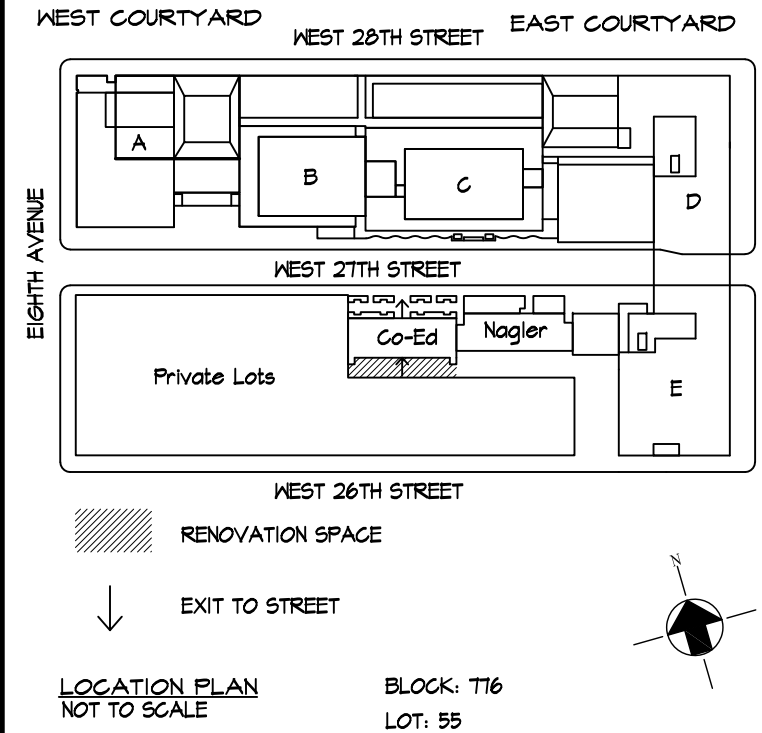 WEST COURTYARD
EAST COURTYARD
WEST 28TH STREET
A
B
C
D
EIGHTH AVENUE
WEST 27TH STREET
Co-Ed
Nagler
Private Lots
E
WEST 26TH STREET
RENOVATION SPACE
EXIT TO STREET
N
LOCATION PLAN
NOT TO SCALE
BLOCK: 776
LOT: 55